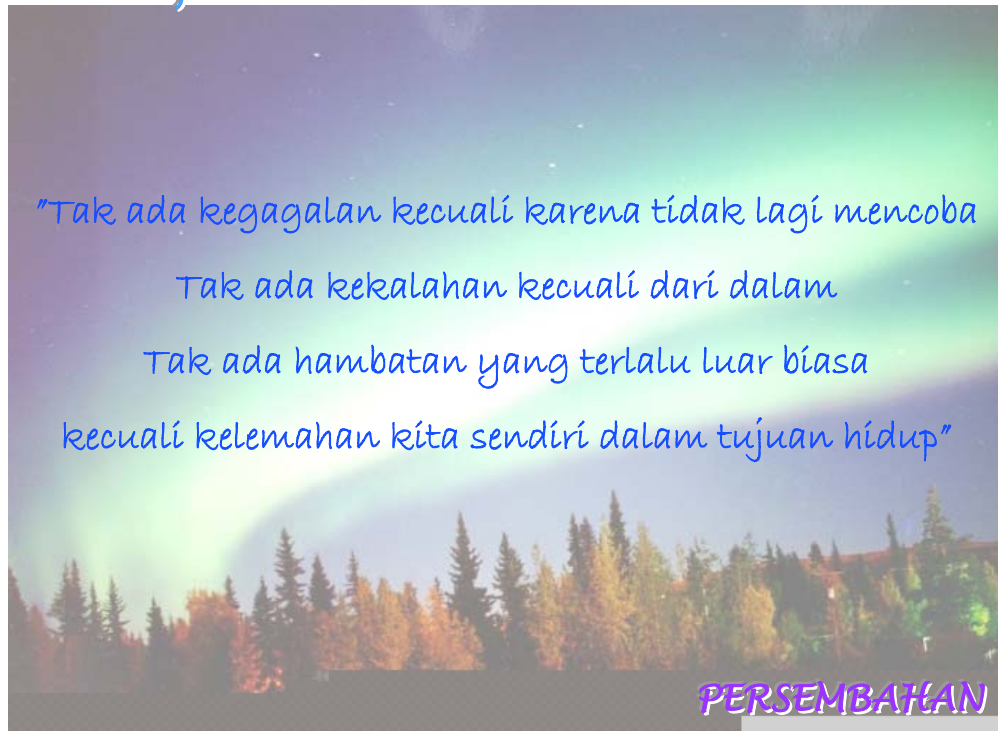 "Tak ada kegagalan kecuali karena tidak lagi mencoba
Tak ada kekalahan kecuali dari dalam
Tak ada hambatan yang terlalu luar biasa
kecuali kelemahan kita sendiri dalam tujuan hidup"
PERSEMBAHAN